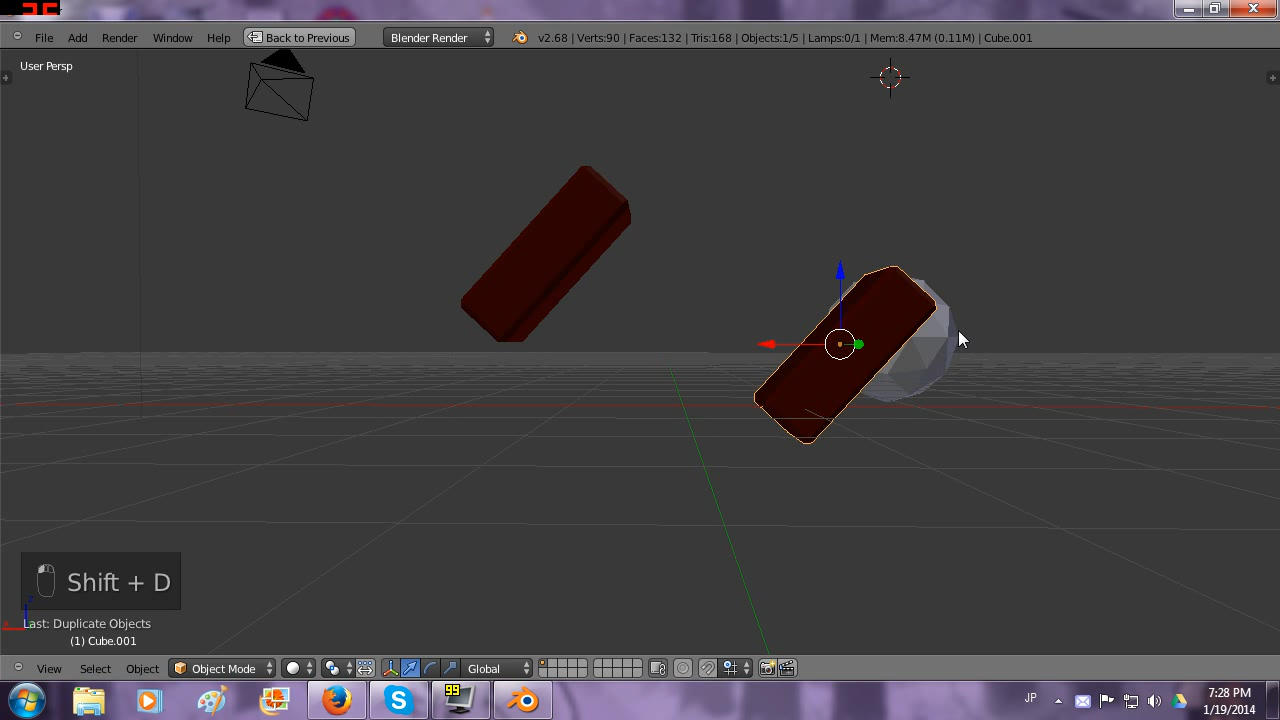 File Add Render Window Help Back to Previous Blender Render v2.68 | Verts:90 | Faces:132 | Tris:168 | Objects:1/5 | Lamps:0/1 | Mem:8.47M (0.11M) | Cube.001
User Persp
Shift + D
z
x
Last: Duplicate Objects
(1) Cube.001
View Select Object Object Mode Global
99
JP
7:28 PM
1/19/2014